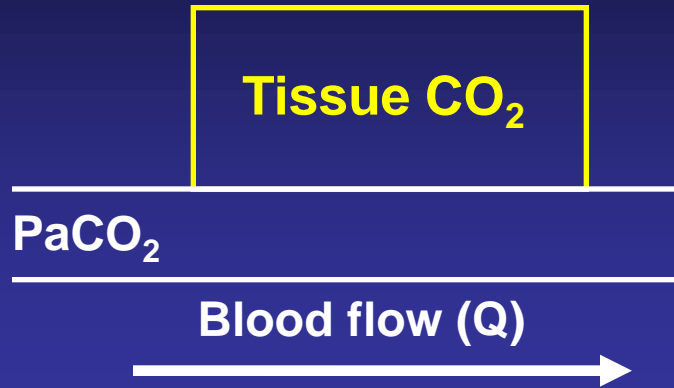 Tissue CO₂
PaCO₂
Blood flow (Q)